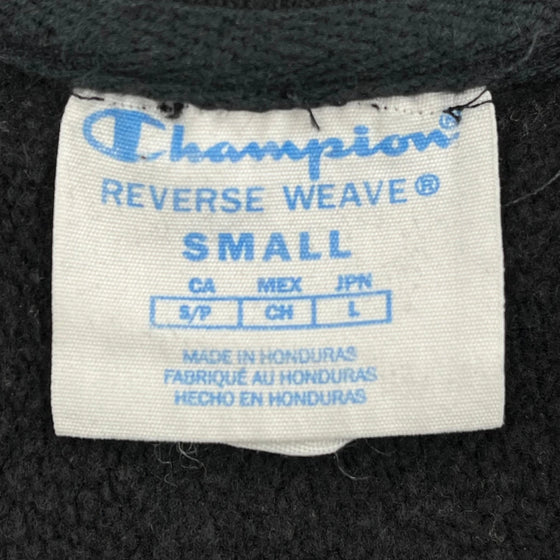 Champion®
REVERSE WEAVE®
SMALL
CA MEX JPN
S/P CH L
MADE IN HONDURAS
FABRIQUÉ AU HONDURAS
HECHO EN HONDURAS